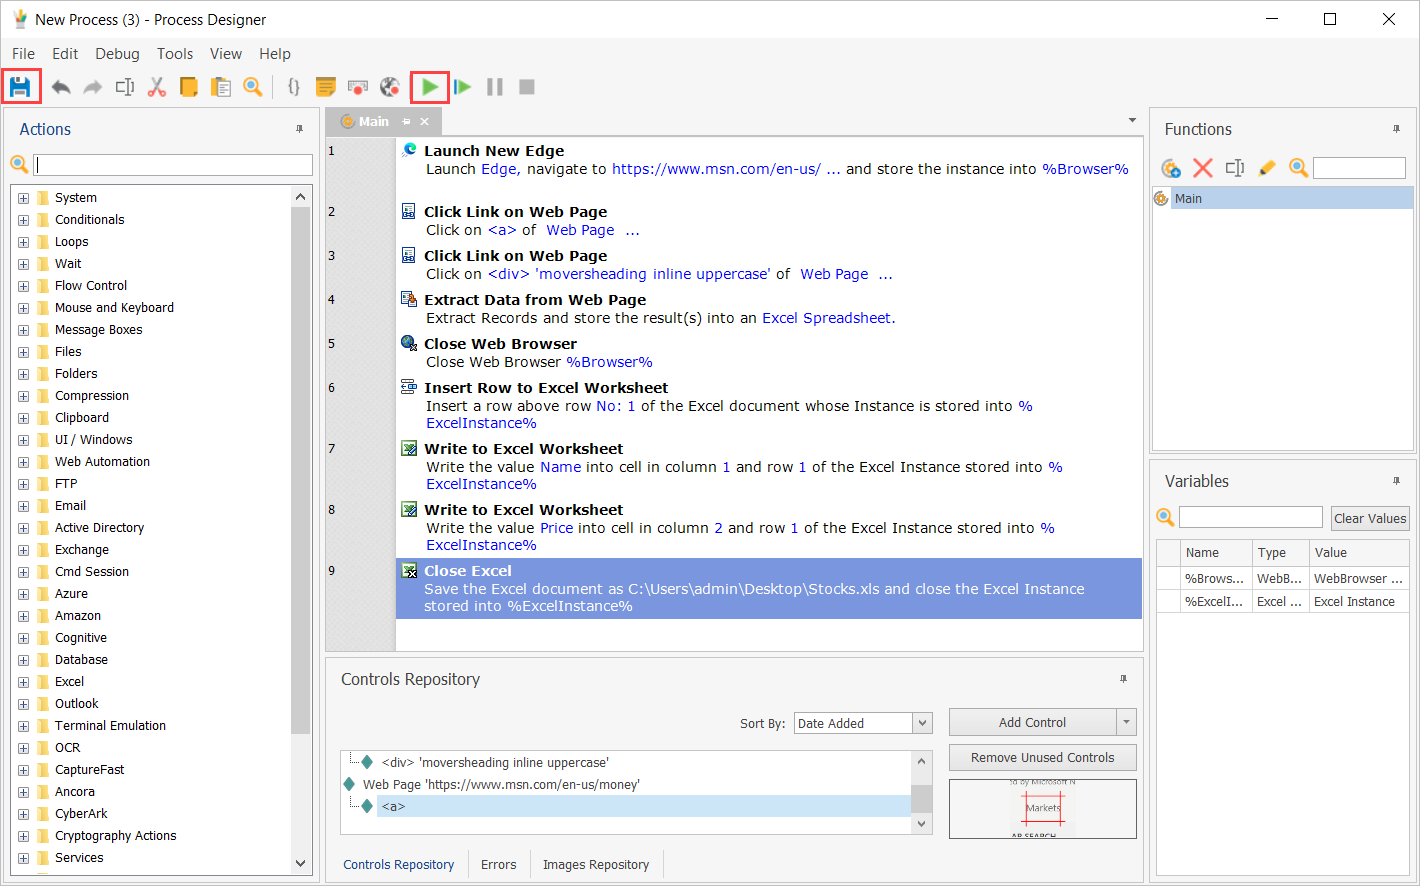 New Process (3) - Process Designer
File Edit Debug Tools View Help
Actions
System
Conditionals
Loops
Wait
Flow Control
Mouse and Keyboard
Message Boxes
Files
Folders
Compression
Clipboard
UI / Windows
Web Automation
FTP
Email
Active Directory
Exchange
Cmd Session
Azure
Amazon
Cognitive
Database
Excel
Outlook
Terminal Emulation
OCR
CaptureFast
Ancora
CyberArk
Cryptography Actions
Services
Main
1 Launch New Edge
Launch Edge, navigate to https://www.msn.com/en-us/ ... and store the instance into %Browser%
2 Click Link on Web Page
Click on <a> of Web Page ...
3 Click Link on Web Page
Click on <div> 'moversheading inline uppercase' of Web Page ...
4 Extract Data from Web Page
Extract Records and store the result(s) into an Excel Spreadsheet.
5 Close Web Browser
Close Web Browser %Browser%
6 Insert Row to Excel Worksheet
Insert a row above row No: 1 of the Excel document whose Instance is stored into %
ExcelInstance%
7 Write to Excel Worksheet
Write the value Name into cell in column 1 and row 1 of the Excel Instance stored into %
ExcelInstance%
8 Write to Excel Worksheet
Write the value Price into cell in column 2 and row 1 of the Excel Instance stored into %
ExcelInstance%
9 Close Excel
Save the Excel document as C:\Users\admin\Desktop\Stocks.xls and close the Excel Instance
stored into %ExcelInstance%
Controls Repository
Sort By: Date Added
Add Control
Remove Unused Controls
<div> 'moversheading inline uppercase'
Web Page 'https://www.msn.com/en-us/money'
<a>
ed by Microsoft N
Markets
AR SEARCH
Controls Repository Errors Images Repository
Functions
Main
Variables
Clear Values
Name Type Value
%Brows... WebB... WebBrowser ...
%ExcelI... Excel ... Excel Instance